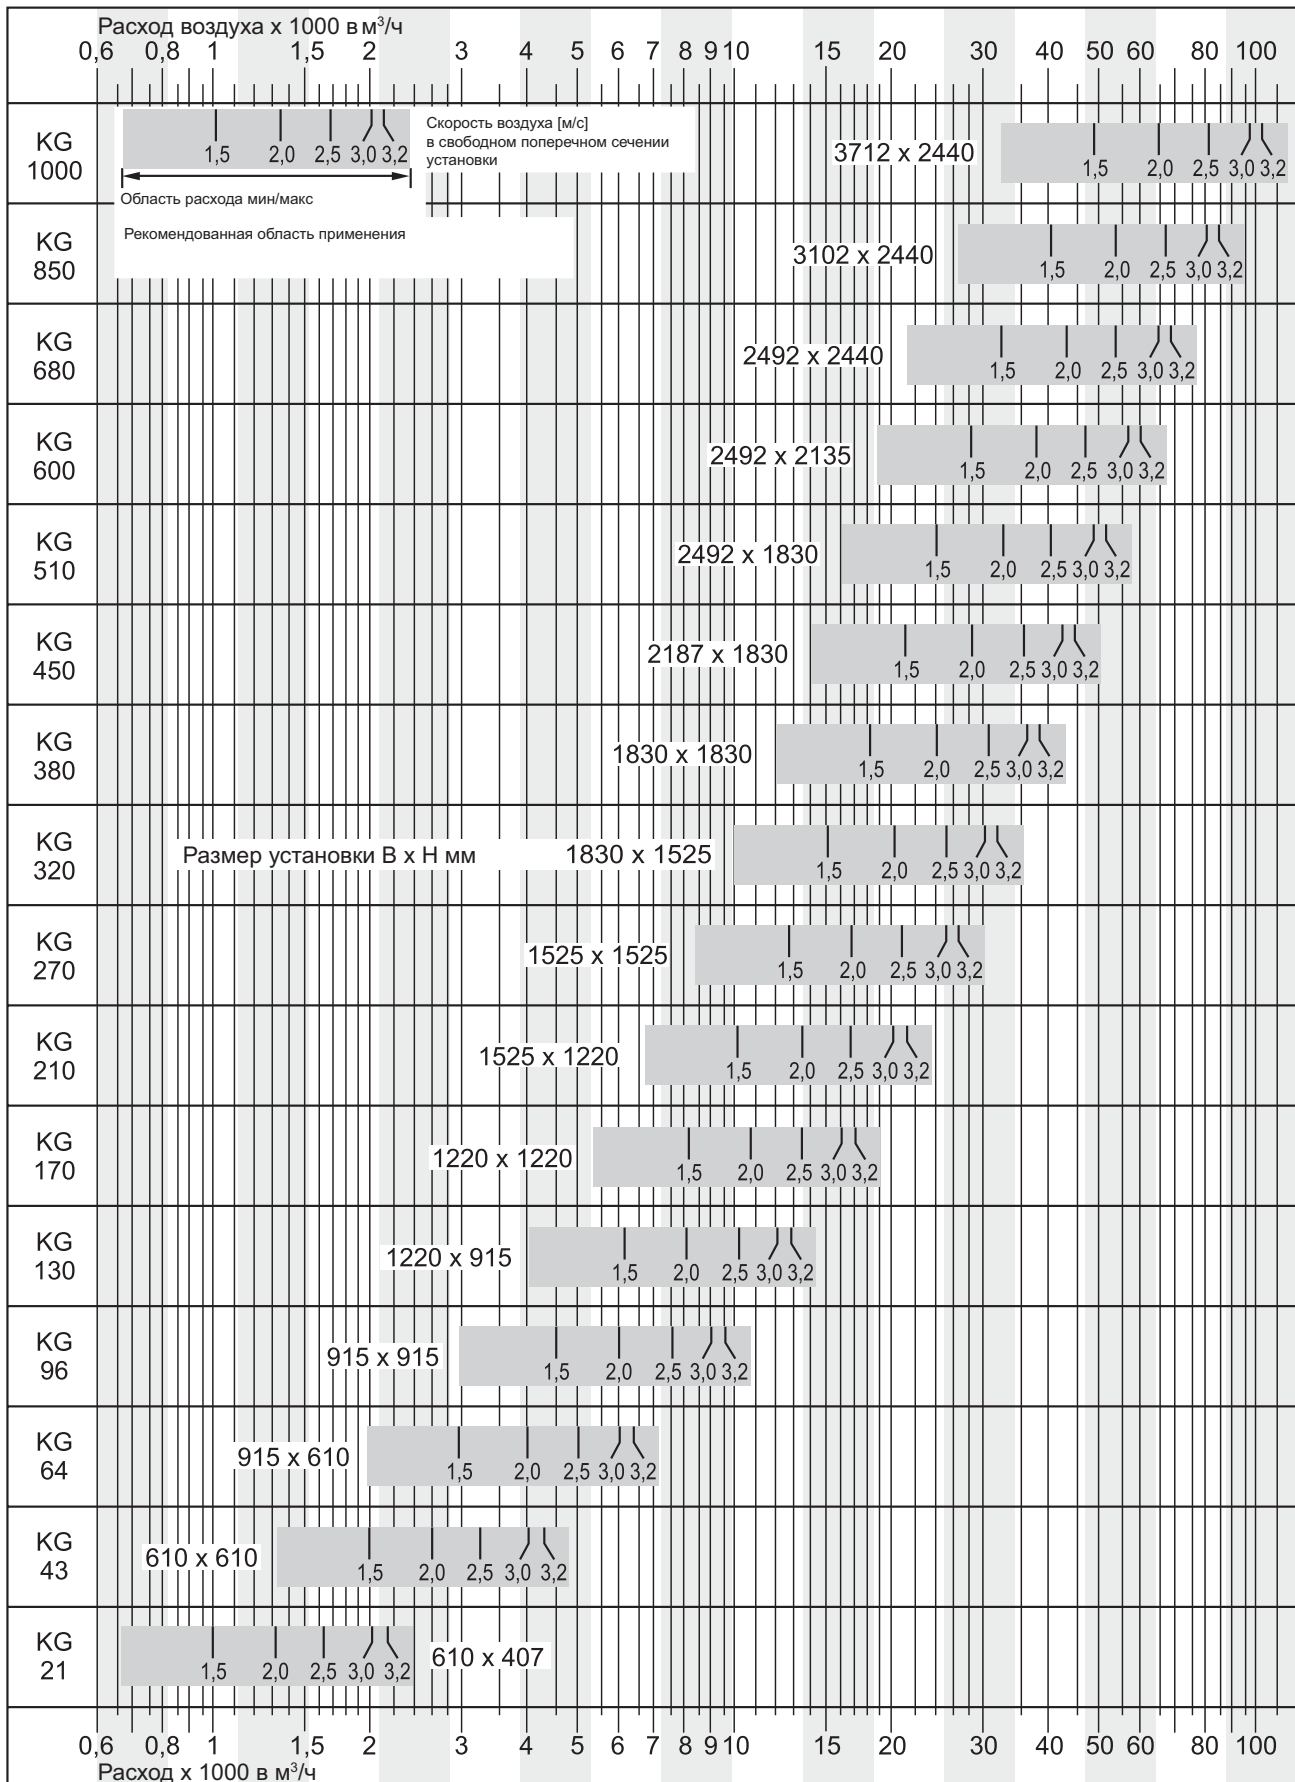 Расход воздуха x 1000 в м³/ч
0,6 0,8 1 1,5 2 3 4 5 6 7 8 9 10 15 20 30 40 50 60 80 100
KG
1000
1,5 2,0 2,5 3,0 3,2
Скорость воздуха [м/с]
в свободном поперечном сечении
установки
Область расхода мин/макс
3712 x 2440
1,5 2,0 2,5 3,0 3,2
KG
850
Рекомендованная область применения
3102 x 2440
1,5 2,0 2,5 3,0 3,2
KG
680
2492 x 2440
1,5 2,0 2,5 3,0 3,2
KG
600
2492 x 2135
1,5 2,0 2,5 3,0 3,2
KG
510
2492 x 1830
1,5 2,0 2,5 3,0 3,2
KG
450
2187 x 1830
1,5 2,0 2,5 3,0 3,2
KG
380
1830 x 1830
1,5 2,0 2,5 3,0 3,2
KG
320
Размер установки B x H мм
1830 x 1525
1,5 2,0 2,5 3,0 3,2
KG
270
1525 x 1525
1,5 2,0 2,5 3,0 3,2
KG
210
1525 x 1220
1,5 2,0 2,5 3,0 3,2
KG
170
1220 x 1220
1,5 2,0 2,5 3,0 3,2
KG
130
1220 x 915
1,5 2,0 2,5 3,0 3,2
KG
96
915 x 915
1,5 2,0 2,5 3,0 3,2
KG
64
915 x 610
1,5 2,0 2,5 3,0 3,2
KG
43
610 x 610
1,5 2,0 2,5 3,0 3,2
KG
21
1,5 2,0 2,5 3,0 3,2
610 x 407
0,6 0,8 1 1,5 2 3 4 5 6 7 8 9 10 15 20 30 40 50 60 80 100
Расход x 1000 в м³/ч